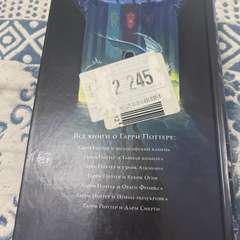 2 245
Все книги о Гарри Поттере:
Гарри Поттер и философский камень
Гарри Поттер и Тайная комната
Гарри Поттер и узник Азкабана
Гарри Поттер и Кубок Огня
Гарри Поттер и Орден Феникса
Гарри Поттер и Принц-полукровка
Гарри Поттер и Дары Смерти